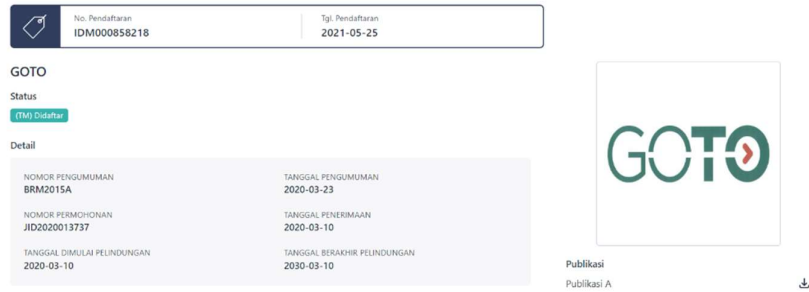 No. Pendaftaran
IDM000858218
Tgl. Pendaftaran
2021-05-25
GOTO
Status
(TM) Didaftar
Detail
NOMOR PENGUMUMAN
BRM2015A
TANGGAL PENGUMUMAN
2020-03-23
NOMOR PERMOHONAN
JID2020013737
TANGGAL PENERIMAAN
2020-03-10
TANGGAL DIMULAI PELINDUNGAN
2020-03-10
TANGGAL BERAKHIR PELINDUNGAN
2030-03-10
GOTO
Publikasi
Publikasi A